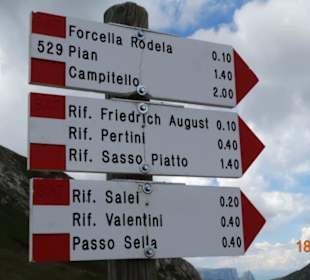 Forcella Rodela 0.10
529 Pian 1.40
Campitello 2.00
Rif. Friedrich August 0.10
Rif. Pertini 0.40
Rif. Sasso Piatto 1.40
Rif. Salei 0.20
Rif. Valentini 0.40
Passo Sella 0.40
18